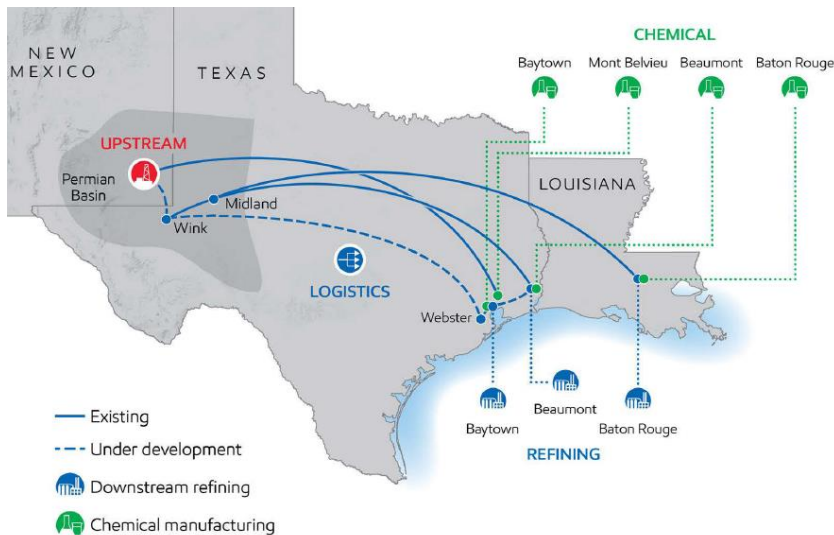 NEW
MEXICO
TEXAS
CHEMICAL
Baytown
Mont Belvieu
Beaumont
Baton Rouge
UPSTREAM
Permian
Basin
Midland
Wink
LOUISIANA
LOGISTICS
Webster
Baytown
Beaumont
Baton Rouge
REFINING
Existing
Under development
Downstream refining
Chemical manufacturing